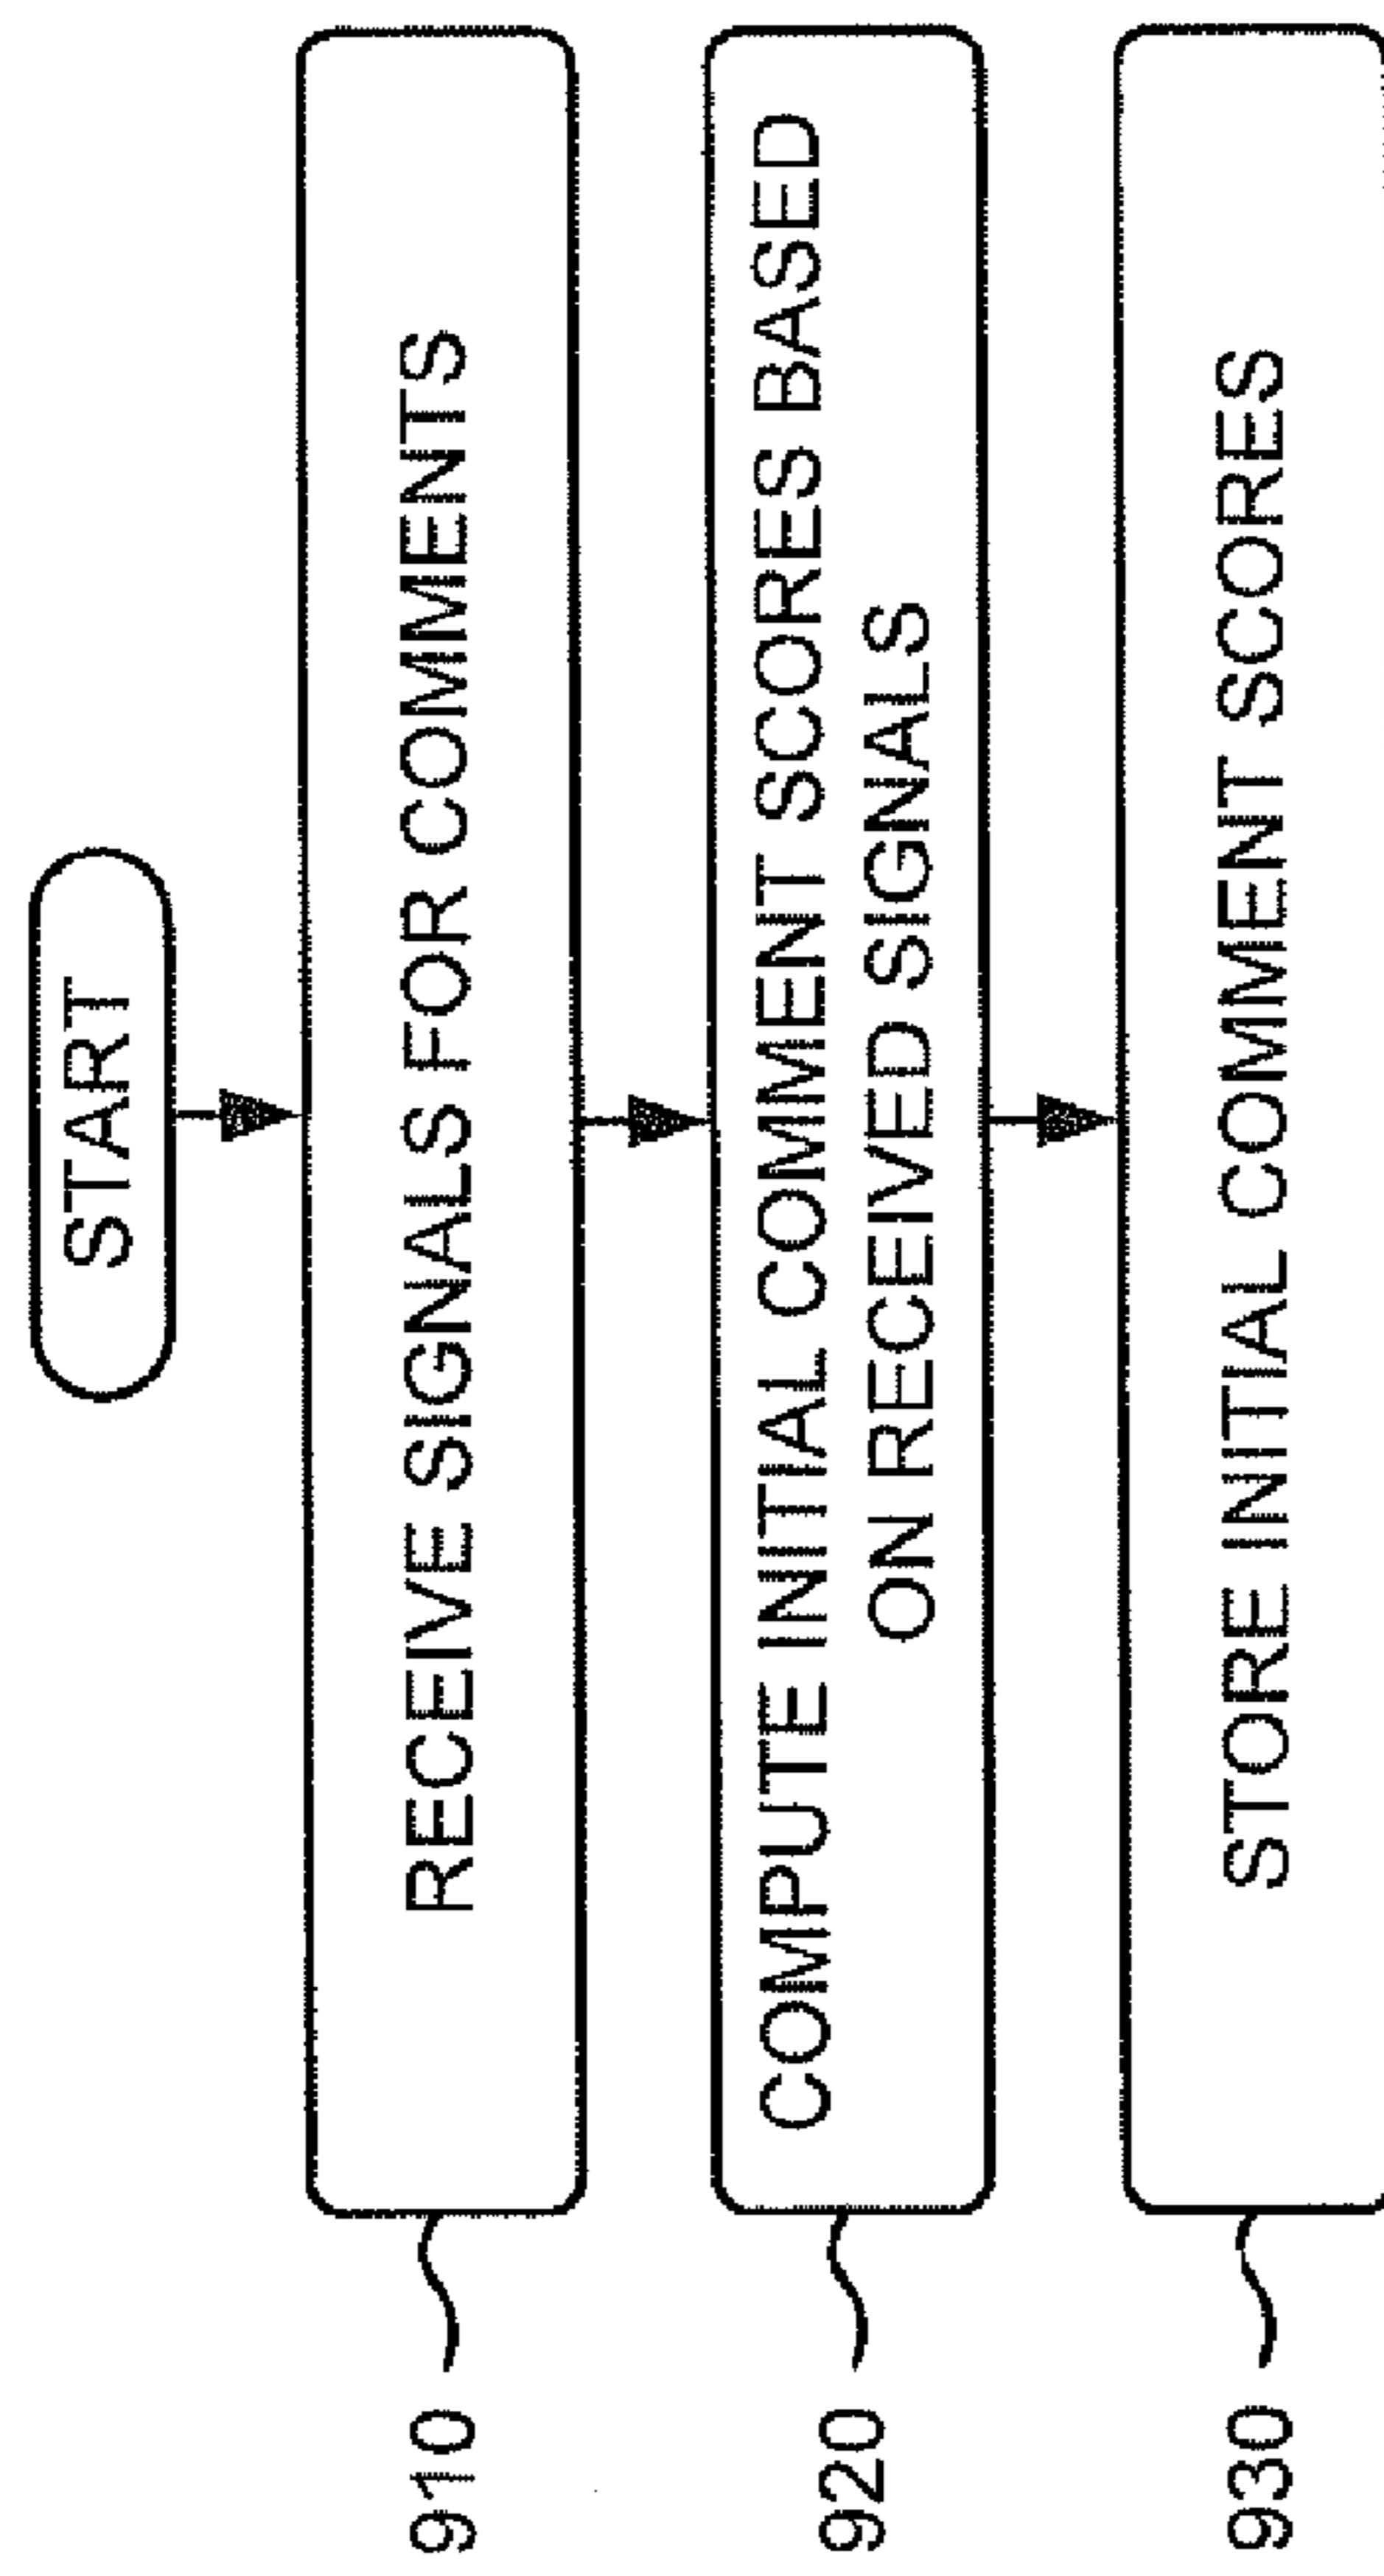 START
910
RECEIVE SIGNALS FOR COMMENTS
920
COMPUTE INITIAL COMMENT SCORES BASED
ON RECEIVED SIGNALS
930
STORE INITIAL COMMENT SCORES